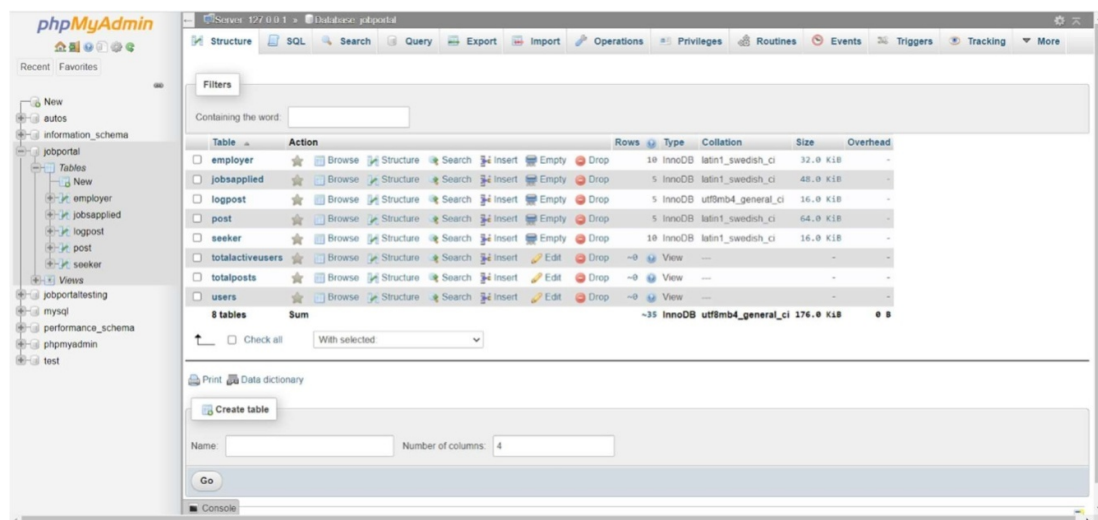 phpMyAdmin
Recent Favorites
New
autos
information_schema
jobportal
Tables
New
employer
jobsapplied
logpost
post
seeker
Views
jobportaltesting
mysql
performance_schema
phpmyadmin
test
Server: 127.0.0.1 » Database: jobportal
Structure SQL Search Query Export Import Operations Privileges Routines Events Triggers Tracking More
Filters
Containing the word:
Table Action Rows Type Collation Size Overhead
employer Browse Structure Search Insert Empty Drop 10 InnoDB latin1_swedish_ci 32.0 KiB -
jobsapplied Browse Structure Search Insert Empty Drop 5 InnoDB latin1_swedish_ci 48.0 KiB -
logpost Browse Structure Search Insert Empty Drop 5 InnoDB utf8mb4_general_ci 16.0 KiB -
post Browse Structure Search Insert Empty Drop 5 InnoDB latin1_swedish_ci 64.0 KiB -
seeker Browse Structure Search Insert Empty Drop 10 InnoDB latin1_swedish_ci 16.0 KiB -
totalactiveusers Browse Structure Search Insert Edit Drop ~0 View --- - -
totalposts Browse Structure Search Insert Edit Drop ~0 View --- - -
users Browse Structure Search Insert Edit Drop ~0 View --- - -
8 tables Sum ~35 InnoDB utf8mb4_general_ci 176.0 KiB 0 B
Check all With selected:
Print Data dictionary
Create table
Name: Number of columns: 4
Go
Console